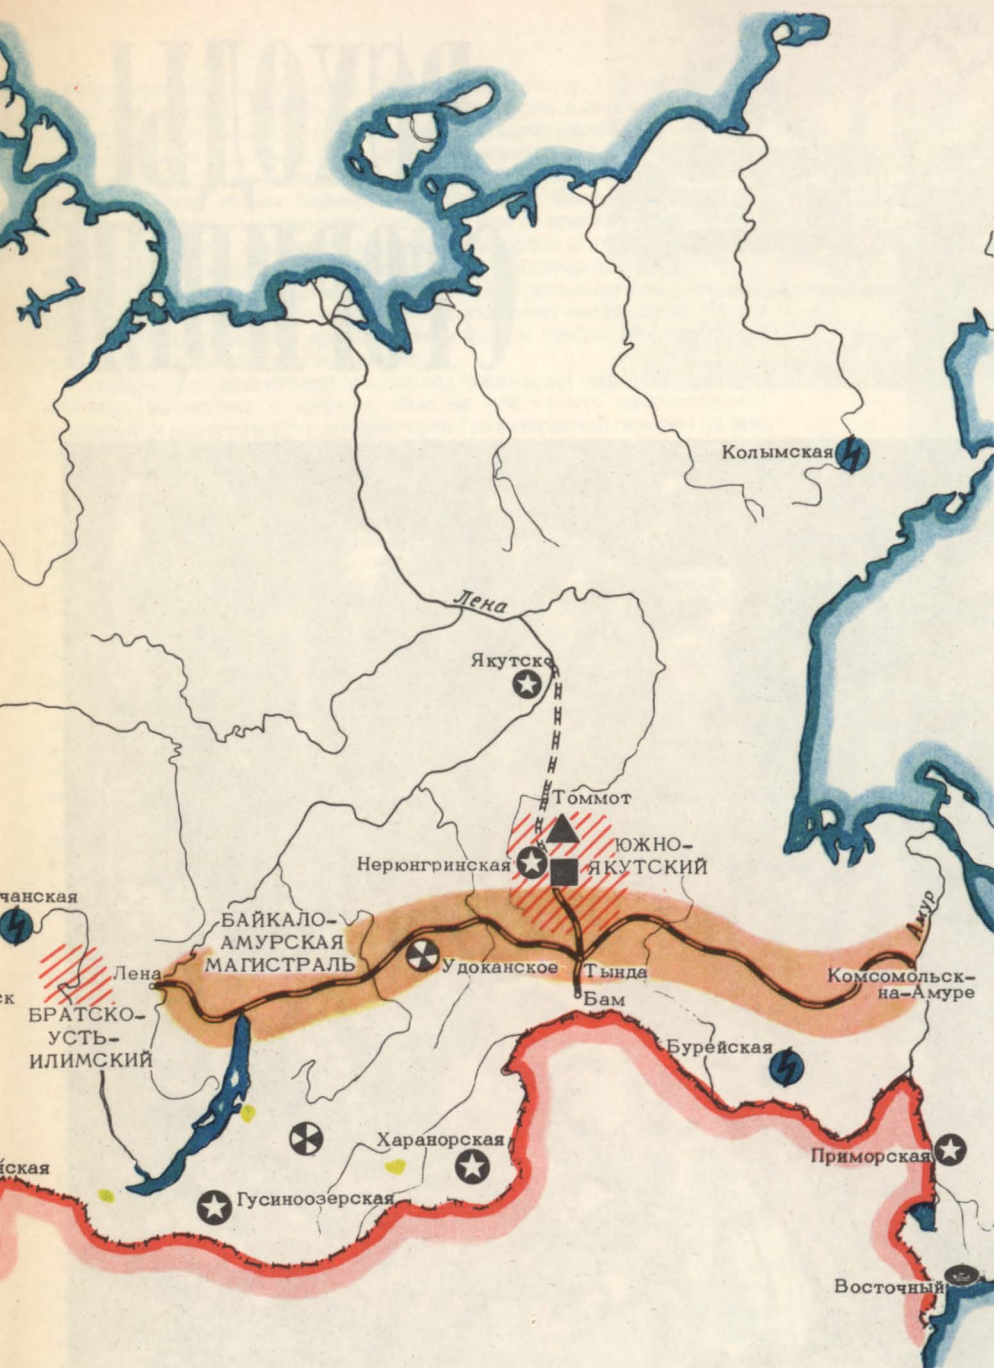 Колымская
Лена
Якутск
Томмот
ЮЖНО-
ЯКУТСКИЙ
Нерюнгринская
чанская
БАЙКАЛО-
АМУРСКАЯ
МАГИСТРАЛЬ
Амур
Лена
Удоканское
Тында
Комсомольск-
на-Амуре
ск
Бам
БРАТСКО-
УСТЬ-
ИЛИМСКИЙ
Бурейская
Харанорская
Приморская
йская
Гусиноозерская
Восточный